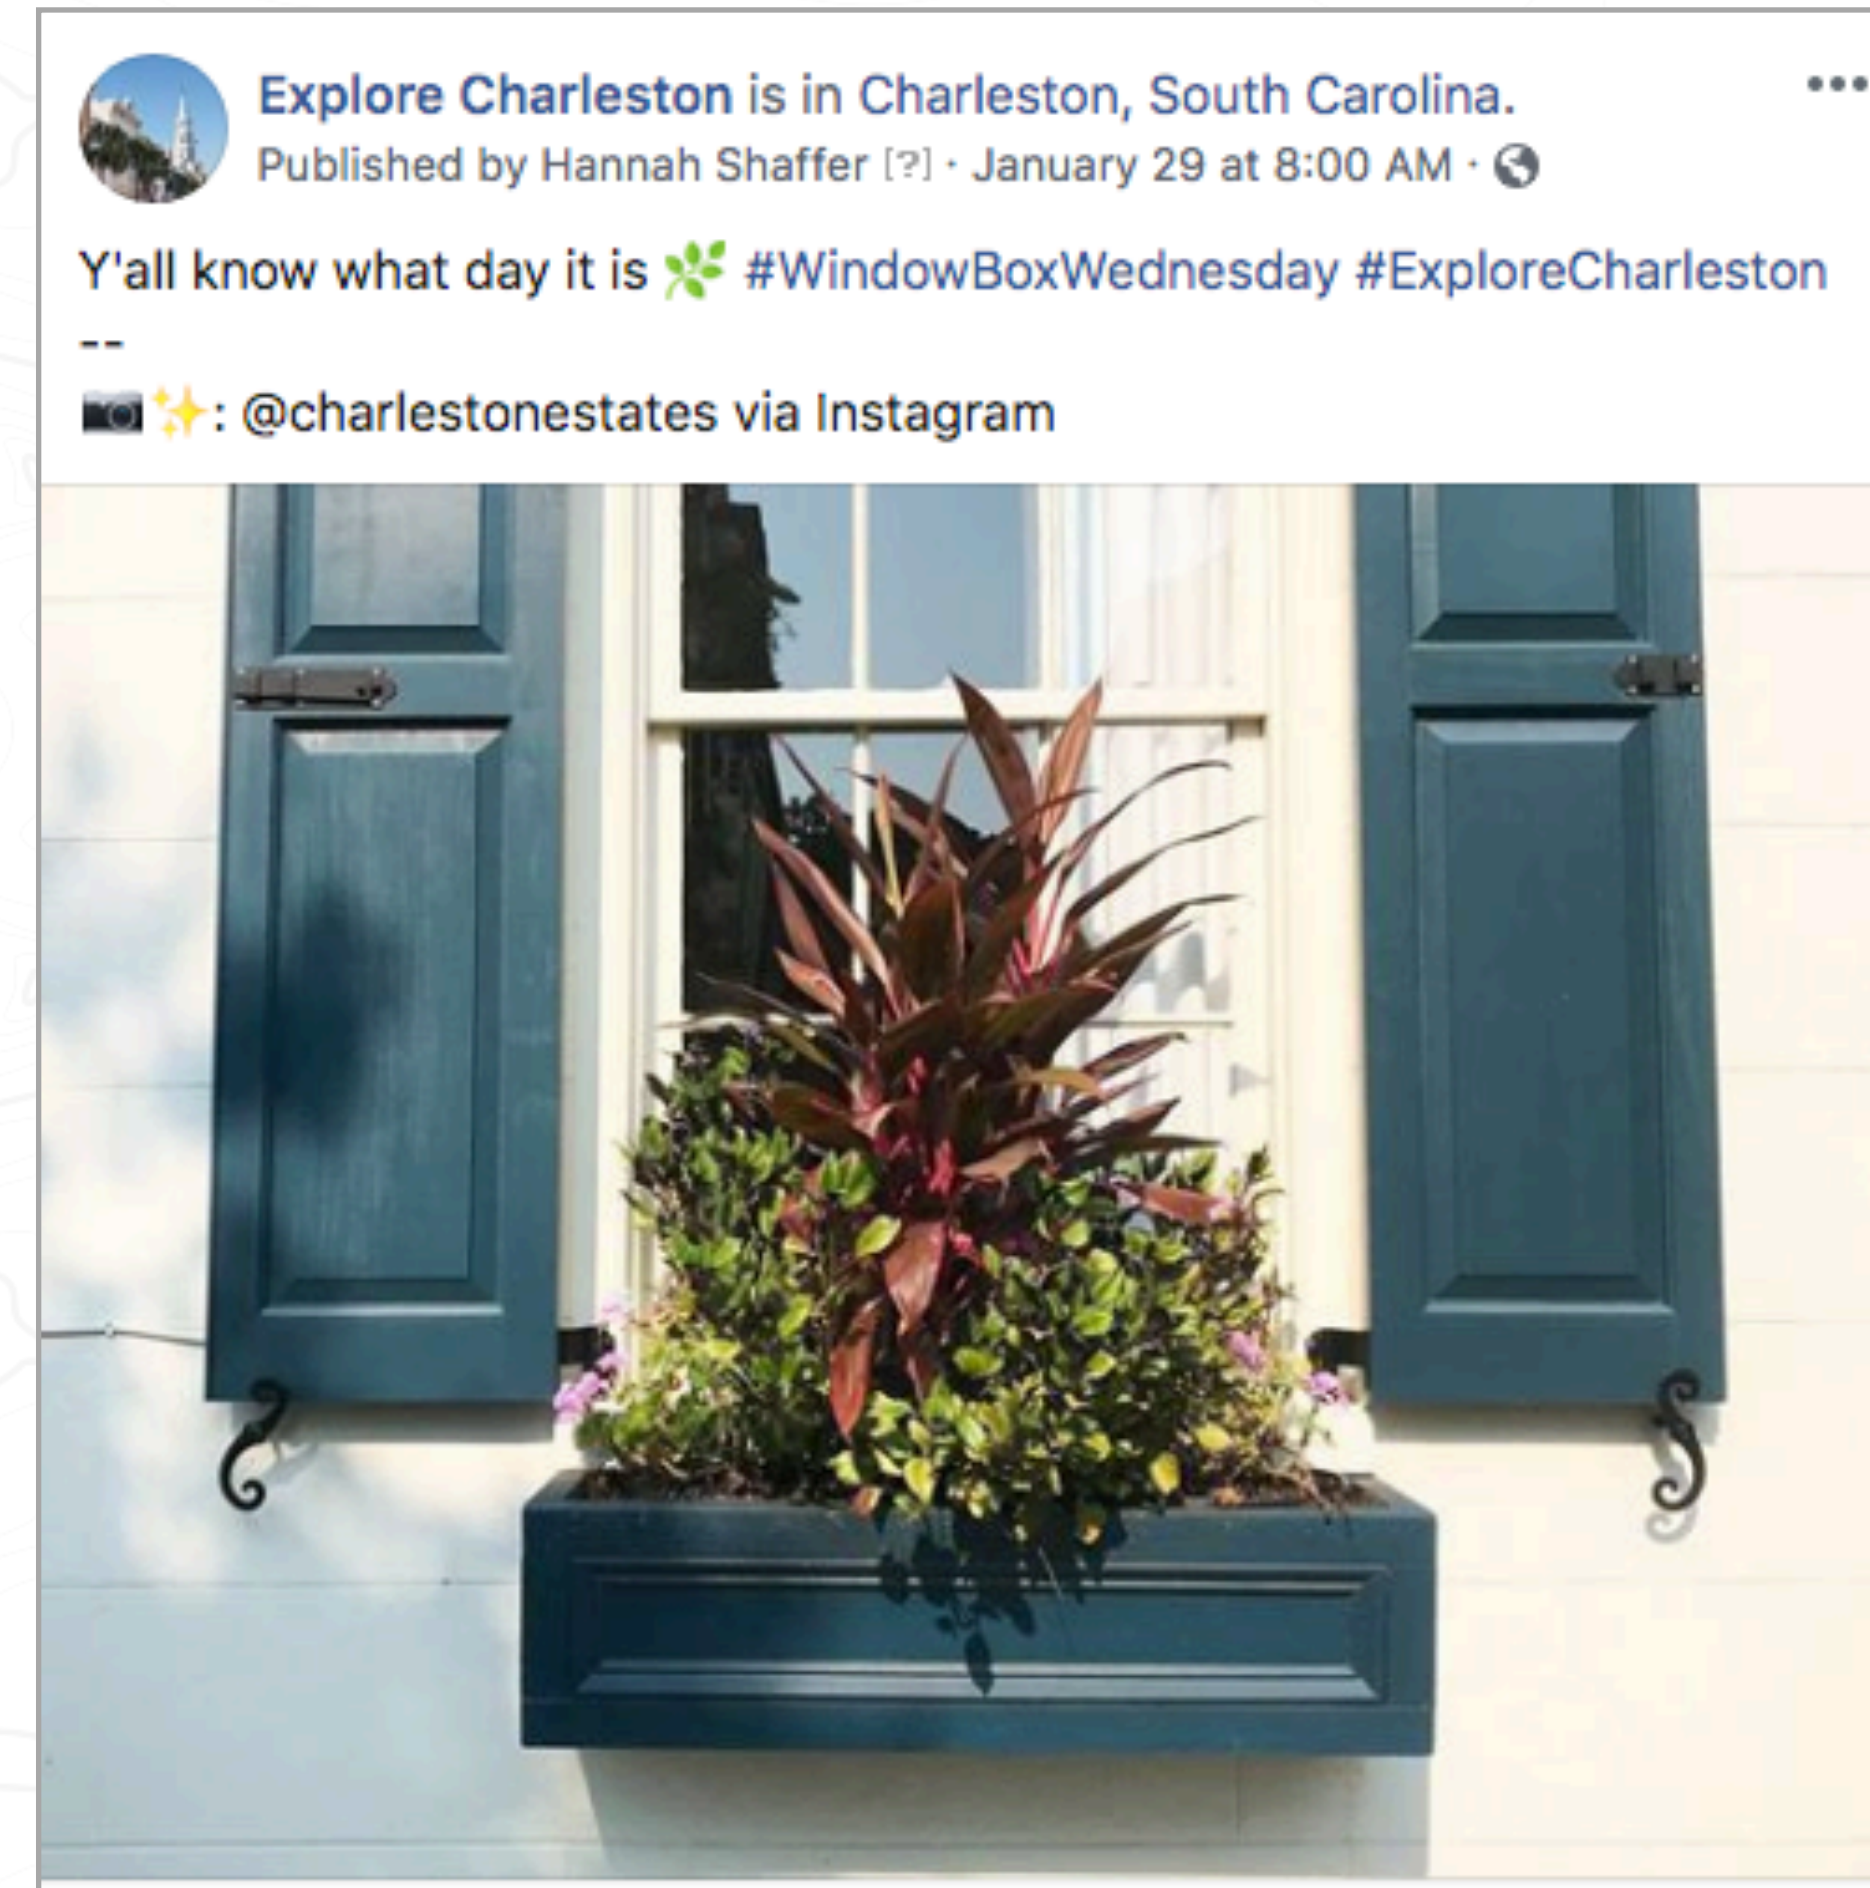 Explore Charleston is in Charleston, South Carolina.
Published by Hannah Shaffer [?] · January 29 at 8:00 AM ·
Y'all know what day it is 🌿 #WindowBoxWednesday #ExploreCharleston
--
📷✨: @charlestonestates via Instagram